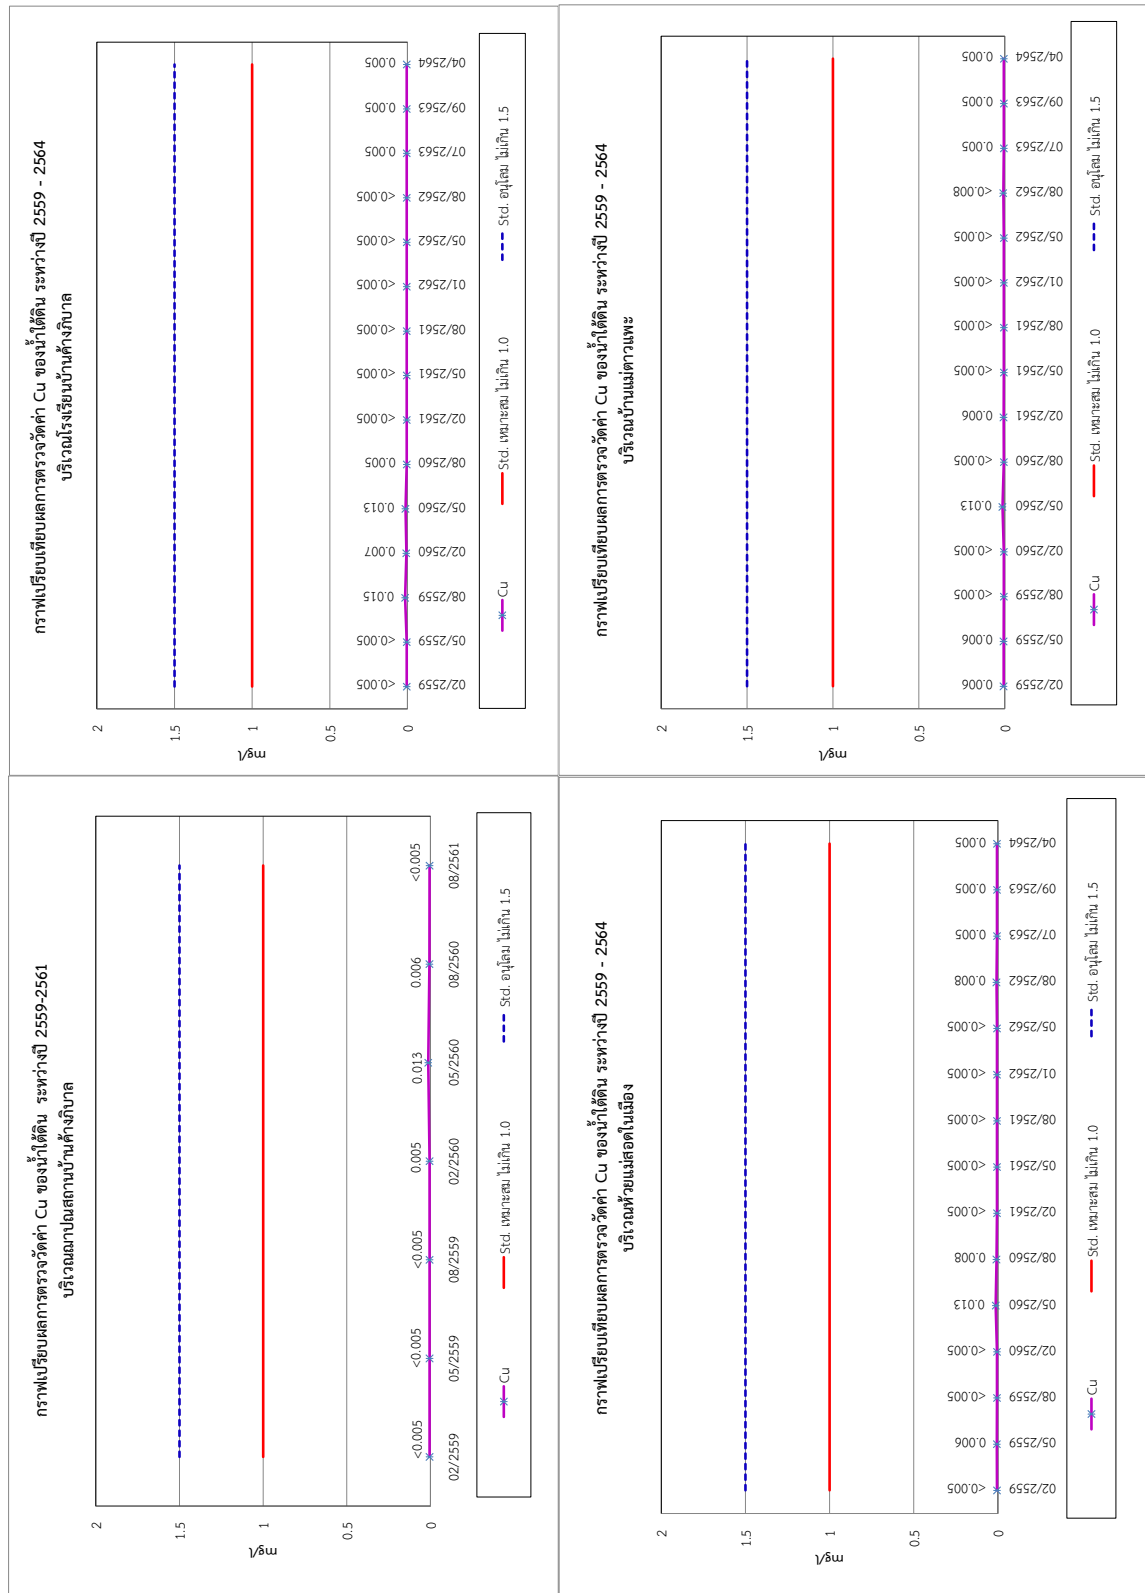 กราฟเปรียบเทียบผลการตรวจวัดค่า Cu ของน้ำใต้ดิน ระหว่างปี 2559-2561
บริเวณฌาปณสถานบ้านค้างภิบาล
mg/l
2
1.5
1
0.5
0
<0.005 <0.005 <0.005 0.005 0.013 0.006 <0.005
02/2559 05/2559 08/2559 02/2560 05/2560 08/2560 08/2561
Cu Std. เหมาะสม ไม่เกิน 1.0 Std. อนุโลม ไม่เกิน 1.5
กราฟเปรียบเทียบผลการตรวจวัดค่า Cu ของน้ำใต้ดิน ระหว่างปี 2559 - 2564
บริเวณโรงเรียนบ้านค้างภิบาล
mg/l
2
1.5
1
0.5
0
<0.005 <0.005 0.015 0.007 0.013 0.005 <0.005 <0.005 <0.005 <0.005 <0.005 <0.005 0.005 0.005 0.005
02/2559 05/2559 08/2559 02/2560 05/2560 08/2560 02/2561 05/2561 08/2561 01/2562 05/2562 08/2562 07/2563 09/2563 04/2564
Cu Std. เหมาะสม ไม่เกิน 1.0 Std. อนุโลม ไม่เกิน 1.5
กราฟเปรียบเทียบผลการตรวจวัดค่า Cu ของน้ำใต้ดิน ระหว่างปี 2559 - 2564
บริเวณห้วยแม่สอดในเมือง
mg/l
2
1.5
1
0.5
0
<0.005 0.006 <0.005 <0.005 0.013 0.008 <0.005 <0.005 <0.005 <0.005 <0.005 0.008 0.005 0.005 0.005
02/2559 05/2559 08/2559 02/2560 05/2560 08/2560 02/2561 05/2561 08/2561 01/2562 05/2562 08/2562 07/2563 09/2563 04/2564
Cu Std. เหมาะสม ไม่เกิน 1.0 Std. อนุโลม ไม่เกิน 1.5
กราฟเปรียบเทียบผลการตรวจวัดค่า Cu ของน้ำใต้ดิน ระหว่างปี 2559 - 2564
บริเวณบ้านแม่ตาวแพะ
mg/l
2
1.5
1
0.5
0
0.006 0.006 <0.005 <0.005 0.013 <0.005 0.006 <0.005 <0.005 <0.005 <0.005 <0.008 0.005 0.005 0.005
02/2559 05/2559 08/2559 02/2560 05/2560 08/2560 02/2561 05/2561 08/2561 01/2562 05/2562 08/2562 07/2563 09/2563 04/2564
Cu Std. เหมาะสม ไม่เกิน 1.0 Std. อนุโลม ไม่เกิน 1.5